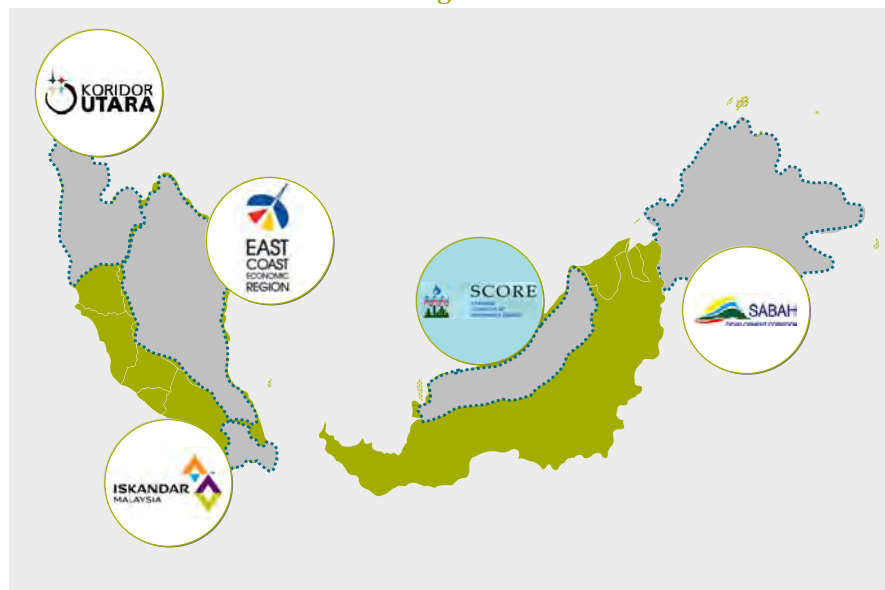 KORIDOR
UTARA
EAST
COAST
ECONOMIC
REGION
SCORE
SABAH
ISKANDAR
MALAYSIA